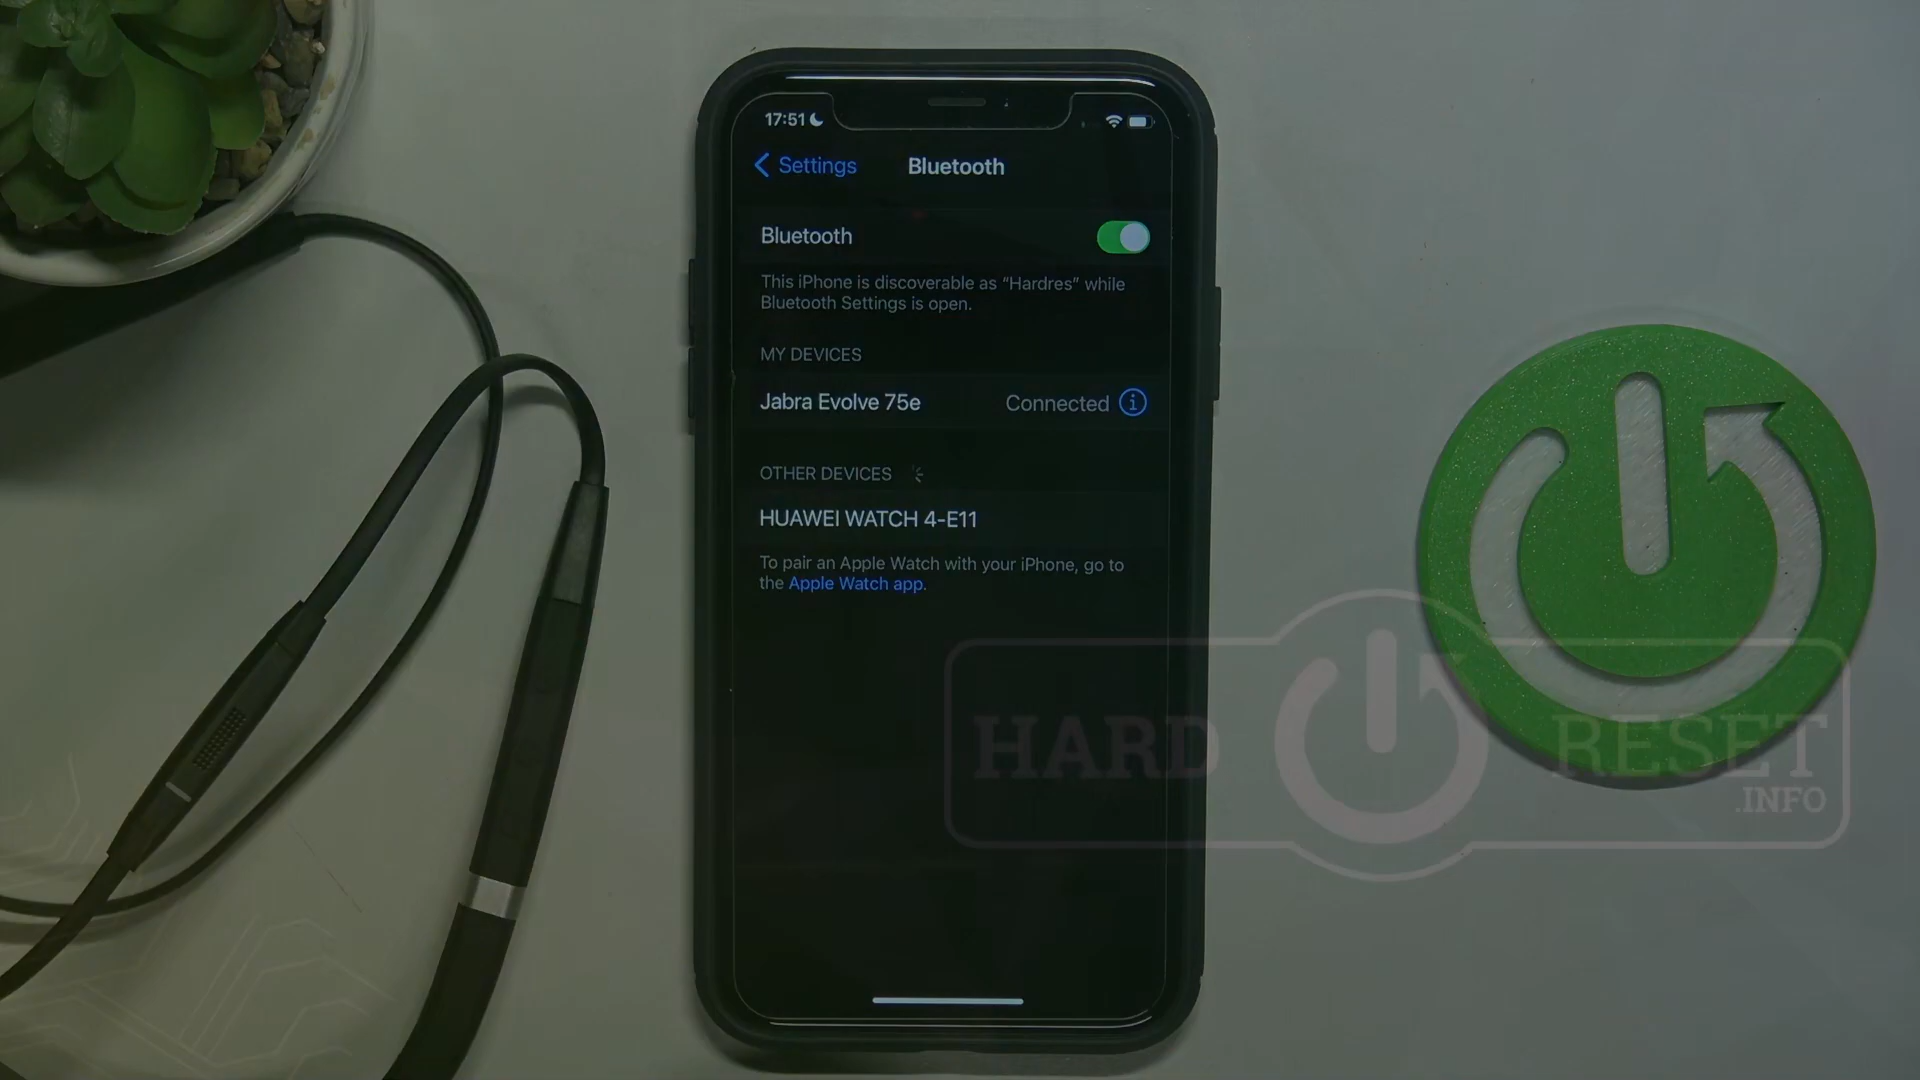 17:51
Settings
Bluetooth
Bluetooth
This iPhone is discoverable as “Hardres” while
Bluetooth Settings is open.
MY DEVICES
Jabra Evolve 75e
Connected
OTHER DEVICES
HUAWEI WATCH 4-E11
To pair an Apple Watch with your iPhone, go to
the Apple Watch app.
HARD RESET
.INFO